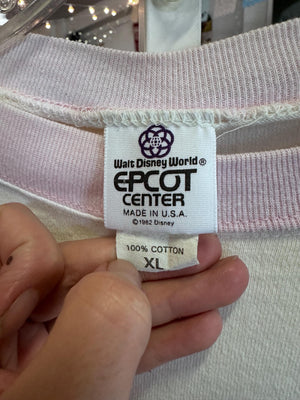 Walt Disney World®
EPCOT
CENTER
MADE IN U.S.A.
©1982 Disney
100% COTTON
XL